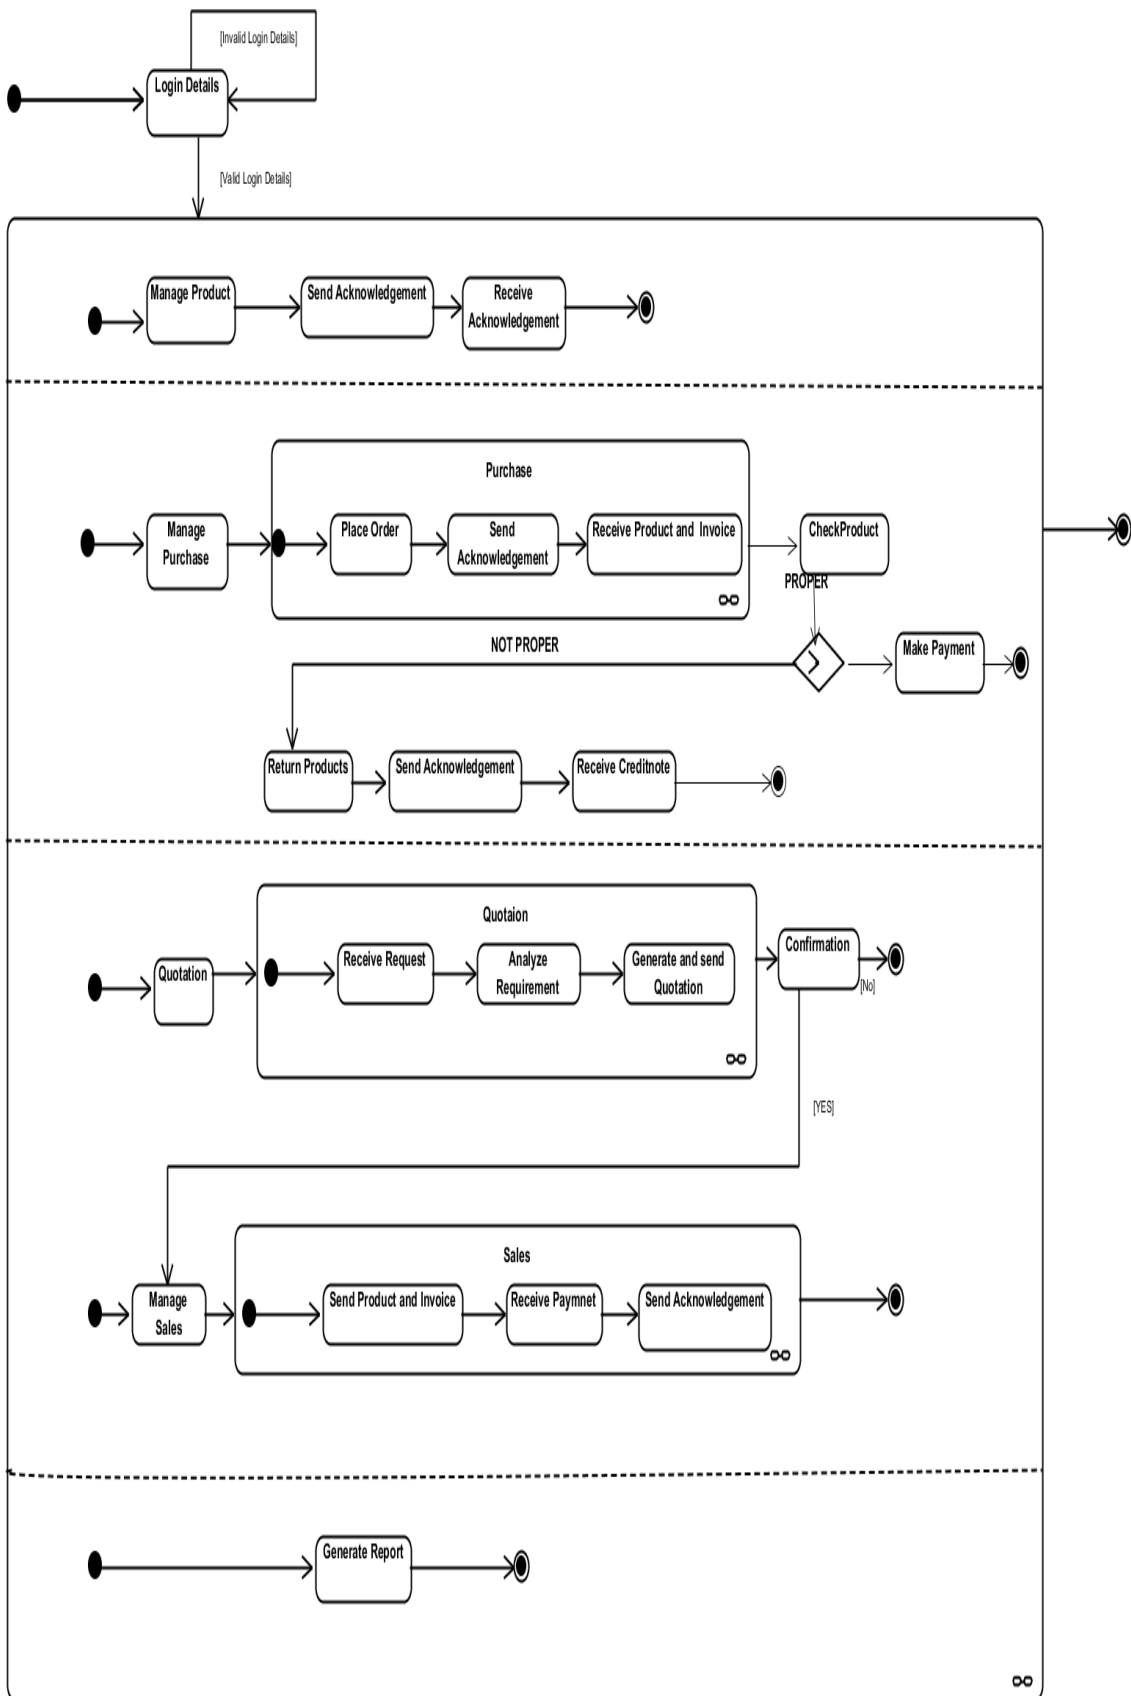 [Invalid Login Details]
Login Details
[Valid Login Details]
Manage Product
Send Acknowledgement
Receive
Acknowledgement
Purchase
Manage
Purchase
Place Order
Send
Acknowledgement
Receive Product and Invoice
CheckProduct
PROPER
NOT PROPER
Make Payment
Return Products
Send Acknowledgement
Receive Creditnote
Quotaion
Quotation
Receive Request
Analyze
Requirement
Generate and send
Quotation
Confirmation
[No]
[YES]
Sales
Manage
Sales
Send Product and Invoice
Receive Paymnet
Send Acknowledgement
Generate Report